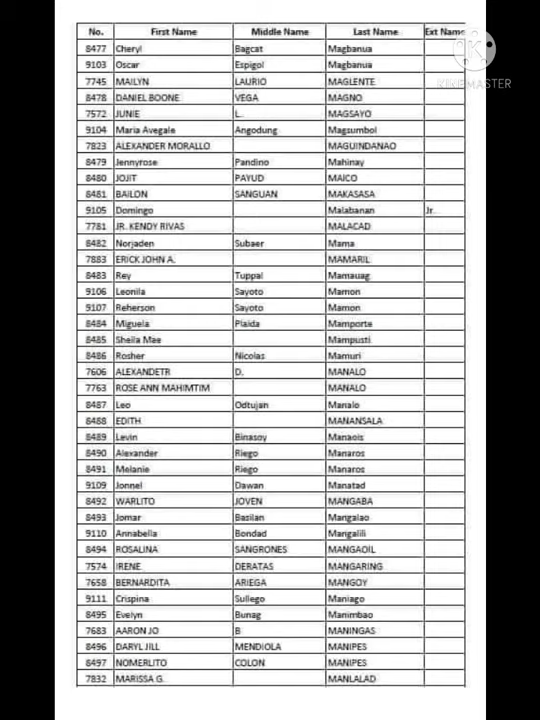 No. First Name Middle Name Last Name Ext Name
8477 Cheryl Bagcat Magbanua
9103 Oscar Espigol Magbanua
KINEMASTER
7745 MAILYN LAURIO MAGLENTE
8478 DANIEL BOONE VEGA MAGNO
7572 JUNIE L. MAGSAYO
9104 Maria Avegale Angodung Magsumbol
7823 ALEXANDER MORALLO MAGUINDANAO
8479 Jennyrose Pandino Mahinay
8480 JOJIT PAYUD MAICO
8481 BAILON SANGUAN MAKASASA
9105 Domingo Malabanan Jr.
7781 JR. KENDY RIVAS MALACAD
8482 Norjaden Subaer Mama
7883 ERICK JOHN A. MAMARIL
8483 Rey Tuppal Mamauag
9106 Leonila Sayoto Mamon
9107 Reherson Sayoto Mamon
8484 Miguela Plaida Mamporte
8485 Sheila Mae Mampusti
8486 Rosher Nicolas Mamuri
7606 ALEXANDETR D. MANALO
7763 ROSE ANN MAHIMTIM MANALO
8487 Leo Odtujan Manalo
8488 EDITH MANANSALA
8489 Levin Binasoy Manaois
8490 Alexander Riego Manaros
8491 Melanie Riego Manaros
9109 Jonnel Dawan Manatad
8492 WARLITO JOVEN MANGABA
8493 Jomar Basilan Mangalao
9110 Annabella Bondad Mangalili
8494 ROSALINA SANGRONES MANGAOIL
7574 IRENE DERATAS MANGARING
7658 BERNARDITA ARIEGA MANGOY
9111 Crispina Sullego Maniago
8495 Evelyn Bunag Manimbao
7683 AARON JO B MANINGAS
8496 DARYL JILL MENDIOLA MANIPES
8497 NOMERLITO COLON MANIPES
7832 MARISSA G. MANLALAD